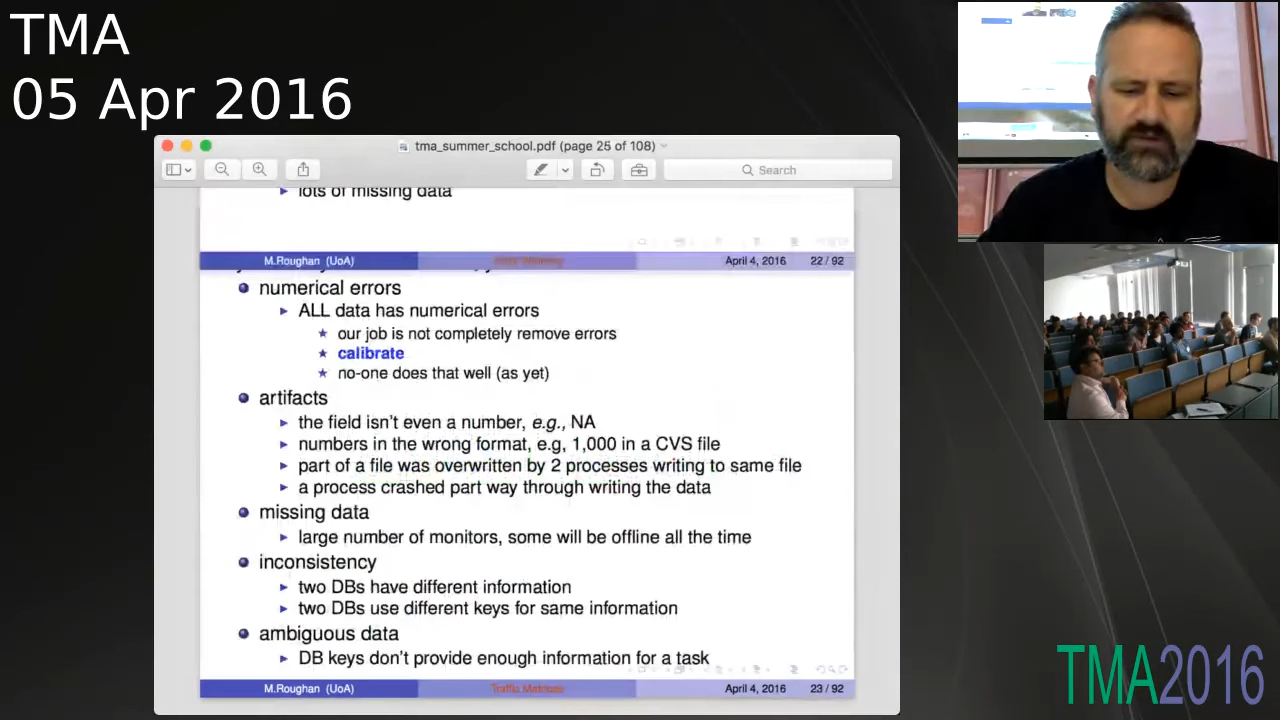 TMA
05 Apr 2016
tma_summer_school.pdf (page 25 of 108)
Search
lots of missing data
M.Roughan (UoA)
April 4, 2016
22 / 92
numerical errors
ALL data has numerical errors
our job is not completely remove errors
calibrate
no-one does that well (as yet)
artifacts
the field isn't even a number, e.g., NA
numbers in the wrong format, e.g, 1,000 in a CVS file
part of a file was overwritten by 2 processes writing to same file
a process crashed part way through writing the data
missing data
large number of monitors, some will be offline all the time
inconsistency
two DBs have different information
two DBs use different keys for same information
ambiguous data
DB keys don't provide enough information for a task
M.Roughan (UoA)
Traffic Matrices
April 4, 2016
23 / 92
TMA2016